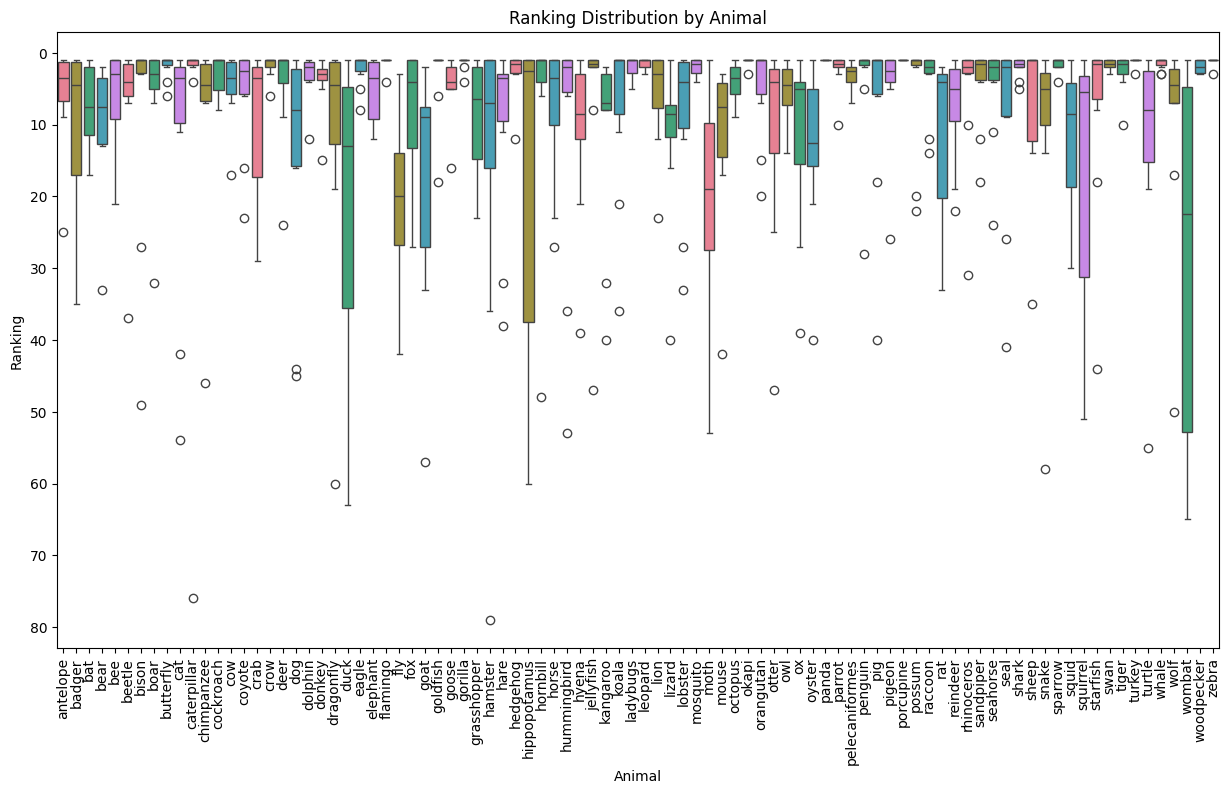 Ranking Distribution by Animal
0
10
20
30
40
50
60
70
80
Ranking
antelope
badger
bat
bear
bee
beetle
bison
boar
butterfly
cat
caterpillar
chimpanzee
cockroach
cow
coyote
crab
crow
deer
dog
dolphin
donkey
dragonfly
duck
eagle
elephant
flamingo
fly
fox
goat
goldfish
goose
gorilla
grasshopper
hamster
hare
hedgehog
hippopotamus
hornbill
horse
hummingbird
hyena
jellyfish
kangaroo
koala
ladybugs
leopard
lion
lizard
lobster
mosquito
moth
mouse
octopus
okapi
orangutan
otter
owl
ox
oyster
panda
parrot
pelecaniformes
penguin
pig
pigeon
porcupine
possum
raccoon
rat
reindeer
rhinoceros
sandpiper
seahorse
seal
shark
sheep
snake
sparrow
squid
squirrel
starfish
swan
tiger
turkey
turtle
whale
wolf
wombat
woodpecker
zebra
Animal